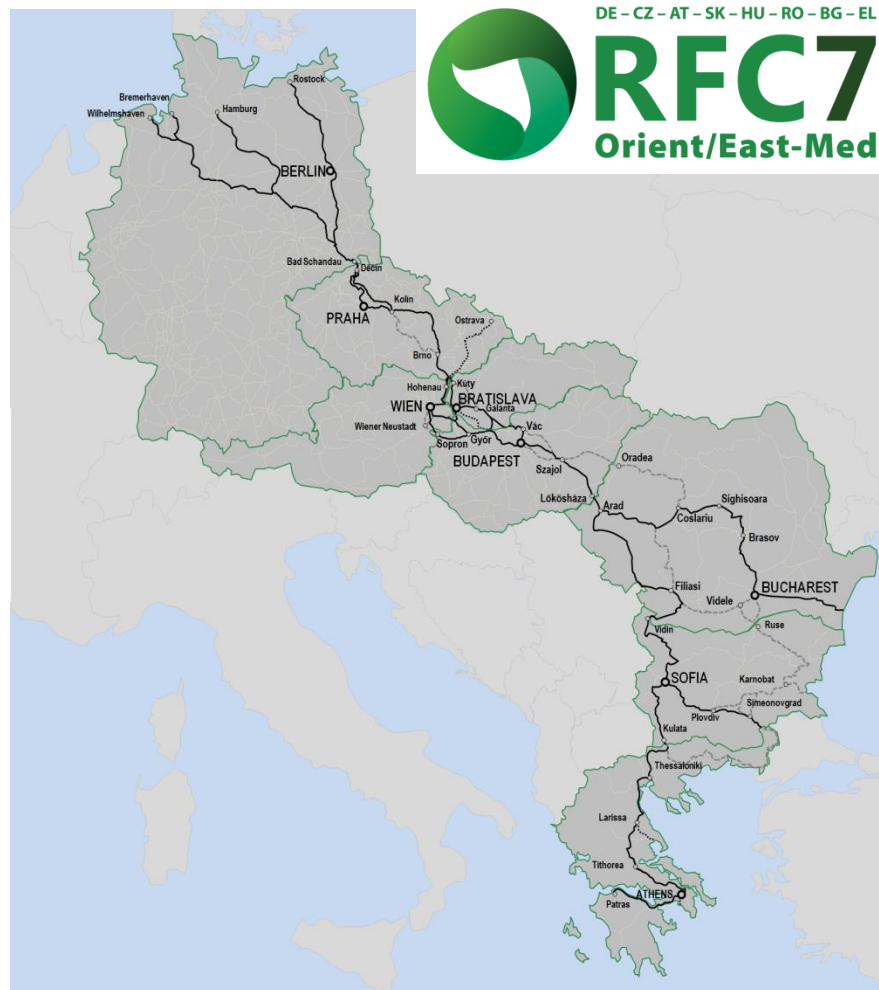 DE – CZ – AT – SK – HU – RO – BG – EL
RFC7
Orient/East-Med
Rostock
Bremerhaven
Hamburg
Wilhelmshaven
BERLIN
Bad Schandau
Děčín
Kolín
PRAHA
Ostrava
Brno
Hohenau
Kúty
BRATISLAVA
WIEN
Galanta
Wiener Neustadt
Vác
Sopron
Győr
BUDAPEST
Szajol
Oradea
Lőkösháza
Arad
Sighisoara
Coslariu
Brasov
Filiasi
BUCHAREST
Videle
Vidin
Ruse
SOFIA
Karnobat
Simeonovgrad
Plovdiv
Kulata
Thessaloniki
Larissa
Tithorea
ATHENS
Patras